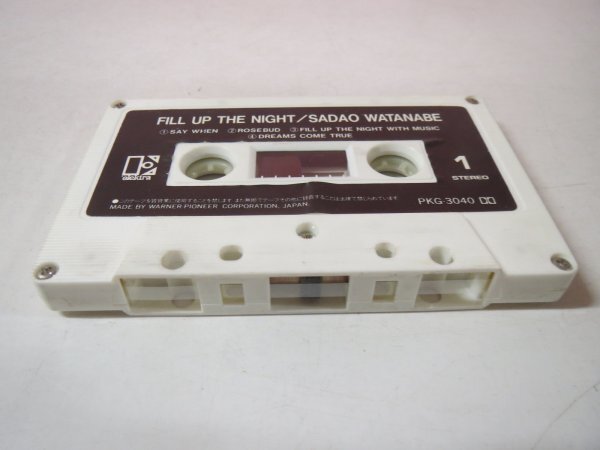 FILL UP THE NIGHT/SADAO WATANABE
①SAY WHEN ②ROSEBUD ③FILL UP THE NIGHT WITH MUSIC
④DREAMS COME TRUE
elektra
1
STEREO
MADE BY WARNER PIONEER CORPORATION, JAPAN.
PKG-3040